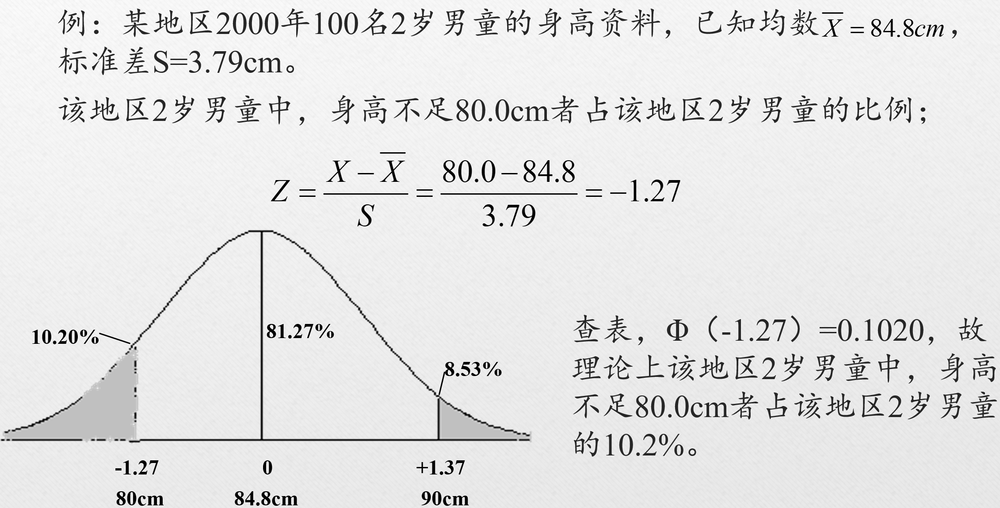 例：某地区2000年100名2岁男童的身高资料，已知均数X̅=84.8cm，
标准差S=3.79cm。
该地区2岁男童中，身高不足80.0cm者占该地区2岁男童的比例；
Z = (X − X̅)/S = (80.0 − 84.8)/3.79 = −1.27
10.20%
81.27%
8.53%
-1.27 0 +1.37
80cm 84.8cm 90cm
查表，Φ（-1.27）=0.1020，故
理论上该地区2岁男童中，身高
不足80.0cm者占该地区2岁男童
的10.2%。